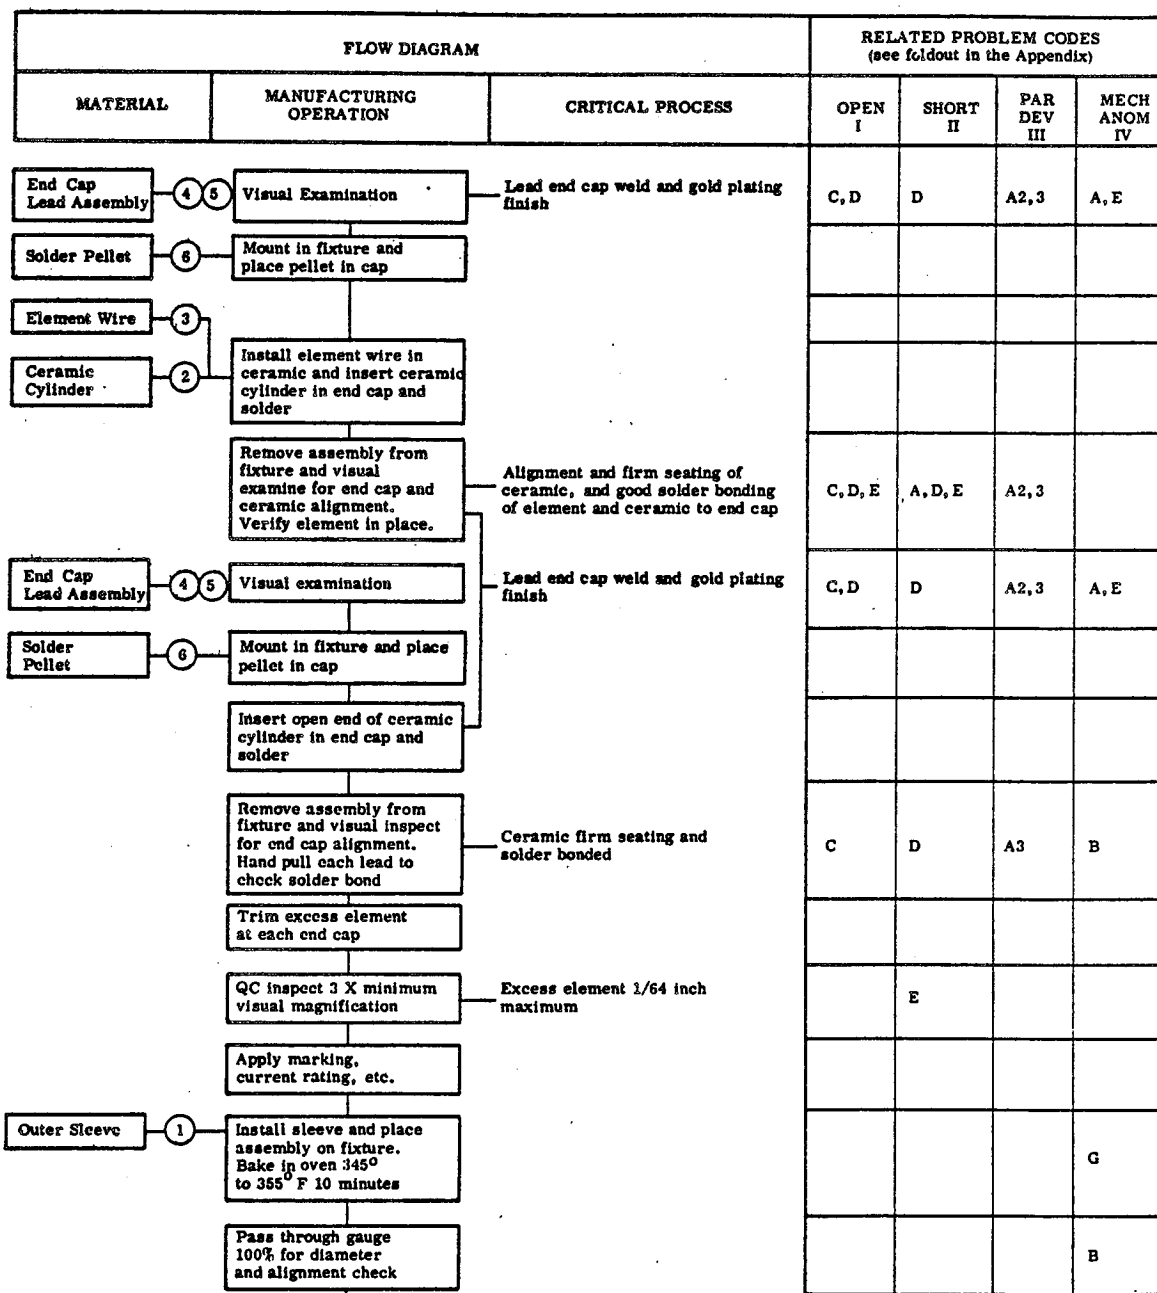 FLOW DIAGRAM
RELATED PROBLEM CODES
(see foldout in the Appendix)
MATERIAL
MANUFACTURING
OPERATION
CRITICAL PROCESS
OPEN
I
SHORT
II
PAR
DEV
III
MECH
ANOM
IV
End Cap
Lead Assembly
4 5
Visual Examination
Lead end cap weld and gold plating
finish
C, D
D
A2,3
A, E
Solder Pellet
6
Mount in fixture and
place pellet in cap
Element Wire
3
Ceramic
Cylinder
2
Install element wire in
ceramic and insert ceramic
cylinder in end cap and
solder
Remove assembly from
fixture and visual
examine for end cap and
ceramic alignment.
Verify element in place.
Alignment and firm seating of
ceramic, and good solder bonding
of element and ceramic to end cap
C, D, E
A, D, E
A2,3
End Cap
Lead Assembly
4 5
Visual examination
Lead end cap weld and gold plating
finish
C, D
D
A2,3
A, E
Solder
Pellet
6
Mount in fixture and place
pellet in cap
Insert open end of ceramic
cylinder in end cap and
solder
Remove assembly from
fixture and visual inspect
for end cap alignment.
Hand pull each lead to
check solder bond
Ceramic firm seating and
solder bonded
C
D
A3
B
Trim excess element
at each end cap
QC inspect 3 X minimum
visual magnification
Excess element 1/64 inch
maximum
E
Apply marking,
current rating, etc.
Outer Sleeve
1
Install sleeve and place
assembly on fixture.
Bake in oven 345°
to 355° F 10 minutes
G
Pass through gauge
100% for diameter
and alignment check
B